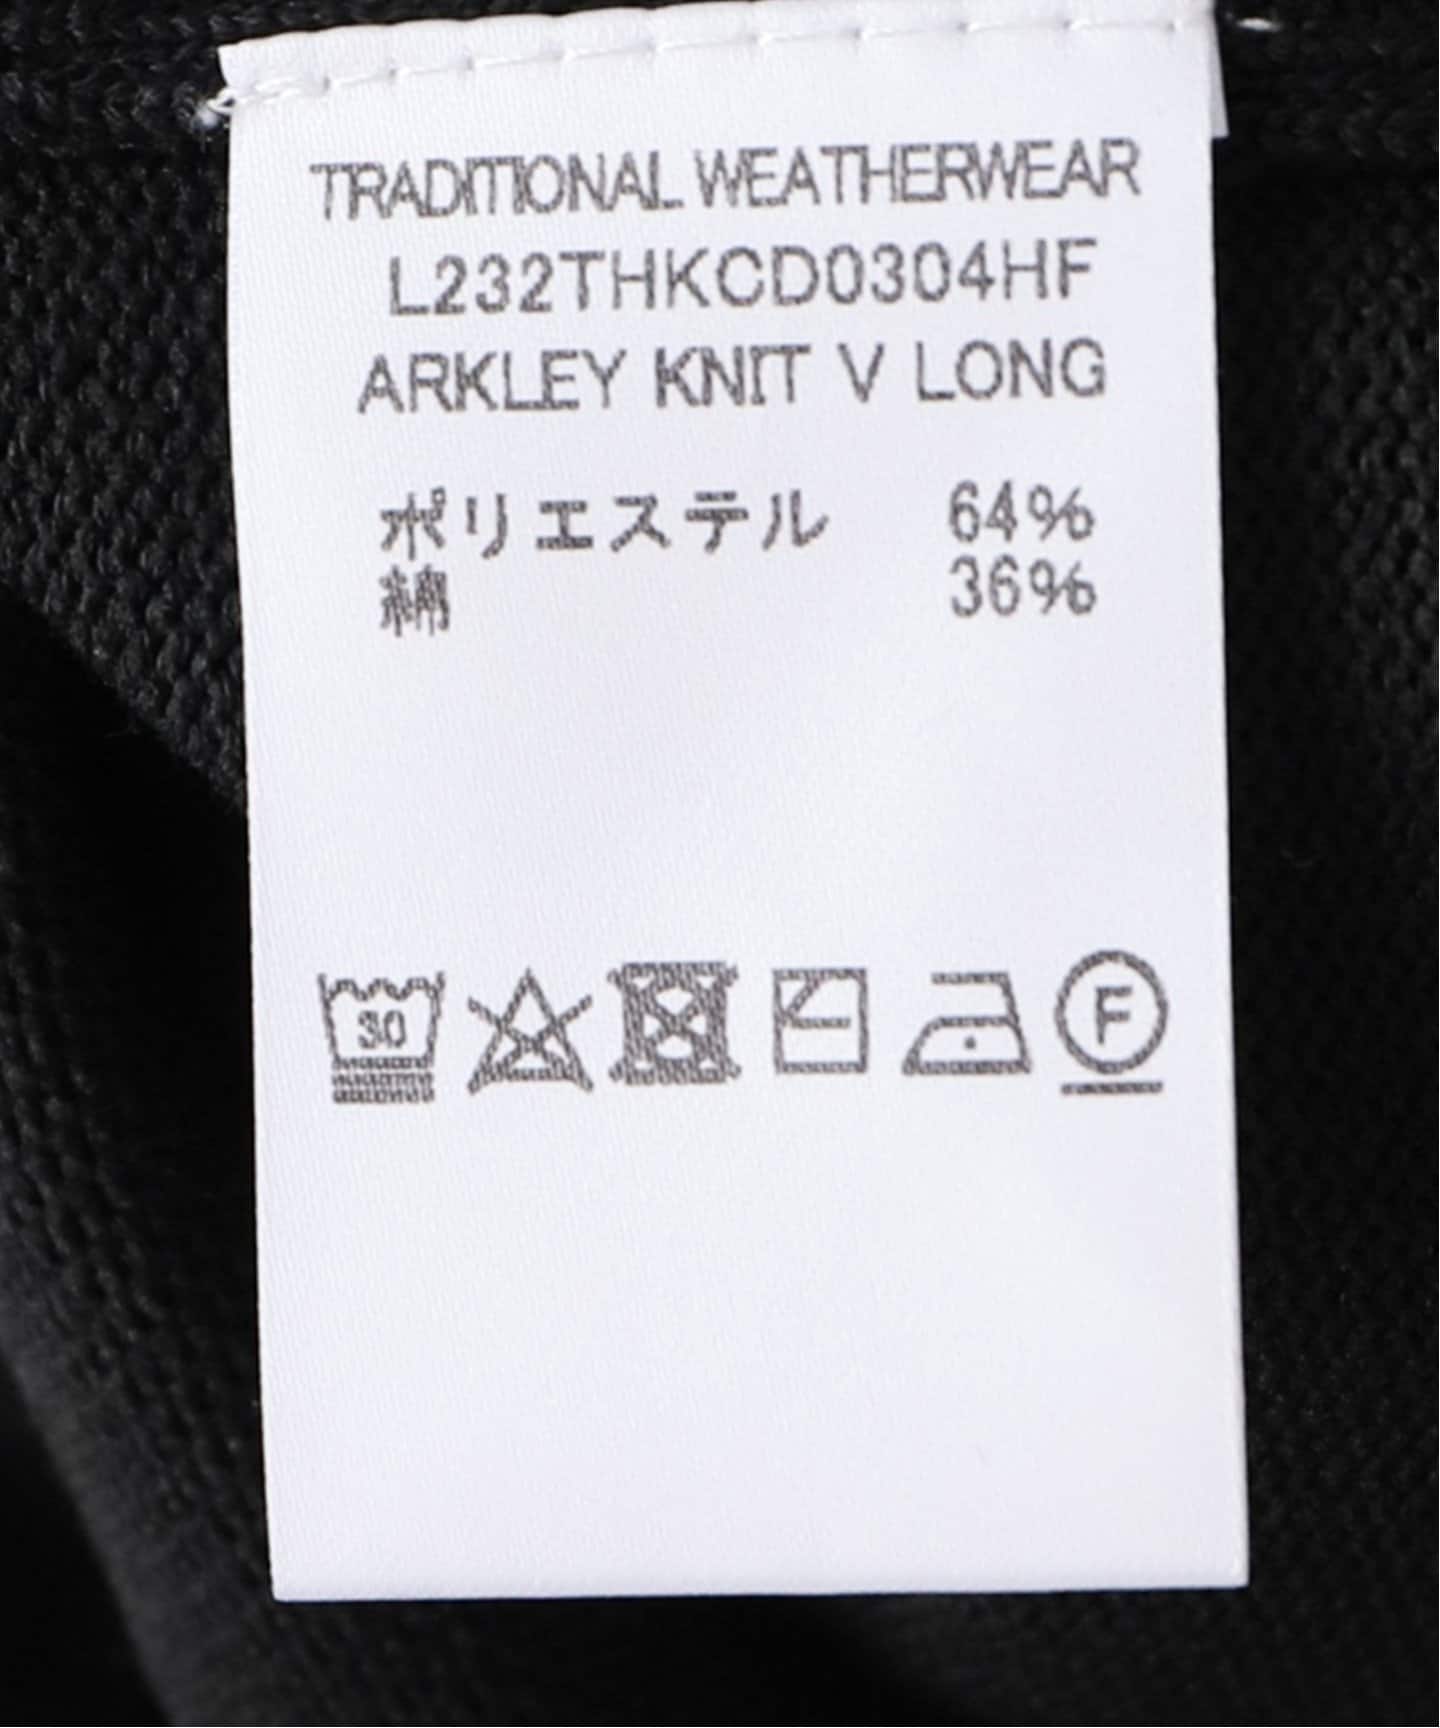 TRADITIONAL WEATHERWEAR
L232THKCD0304HF
ARKLEY KNIT V LONG
ポリエステル 64%
綿 36%
30 F